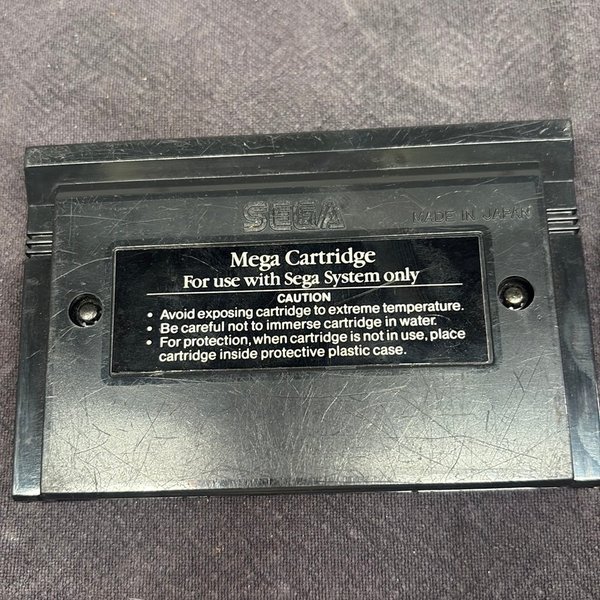 SEGA
MADE IN JAPAN
Mega Cartridge
For use with Sega System only
CAUTION
• Avoid exposing cartridge to extreme temperature.
• Be careful not to immerse cartridge in water.
• For protection, when cartridge is not in use, place
cartridge inside protective plastic case.